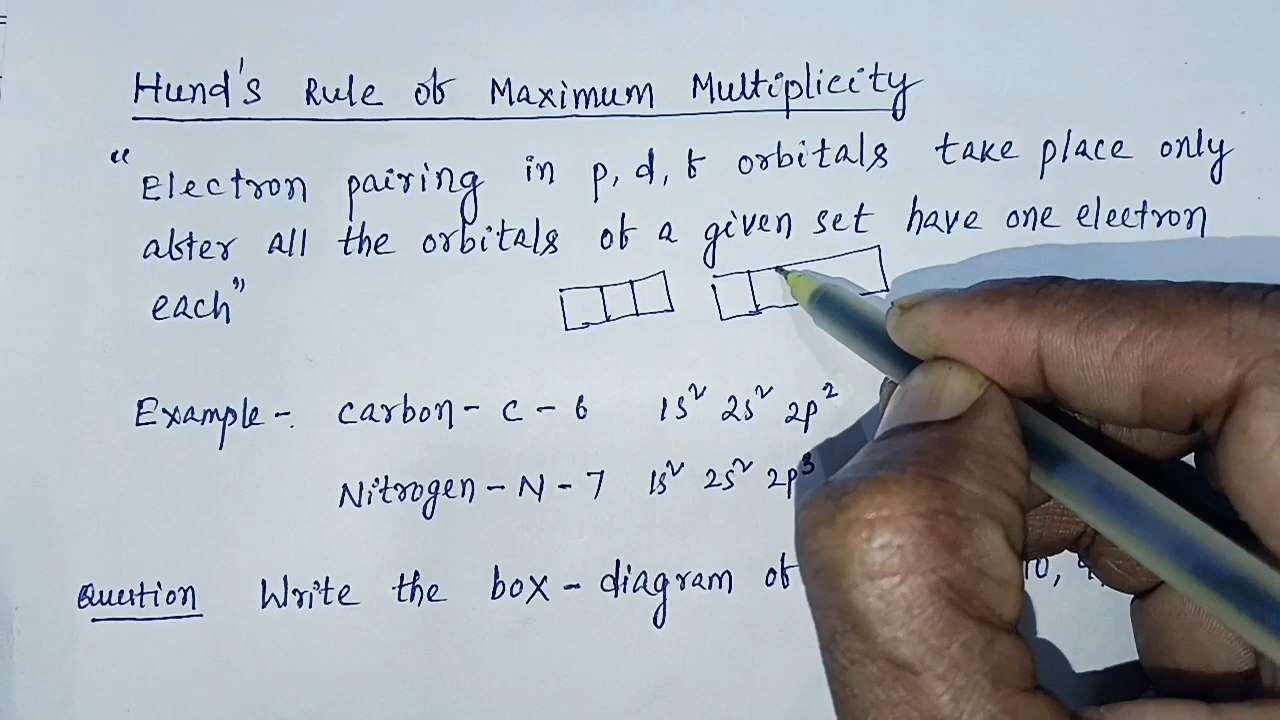 Hund's Rule of Maximum Multiplicity
"Electron pairing in p, d, f orbitals take place only
after all the orbitals of a given set have one electron
each"
Example -. Carbon - C - 6 1s² 2s² 2p²
Nitrogen - N - 7 1s² 2s² 2p³
Question Write the box - diagram of